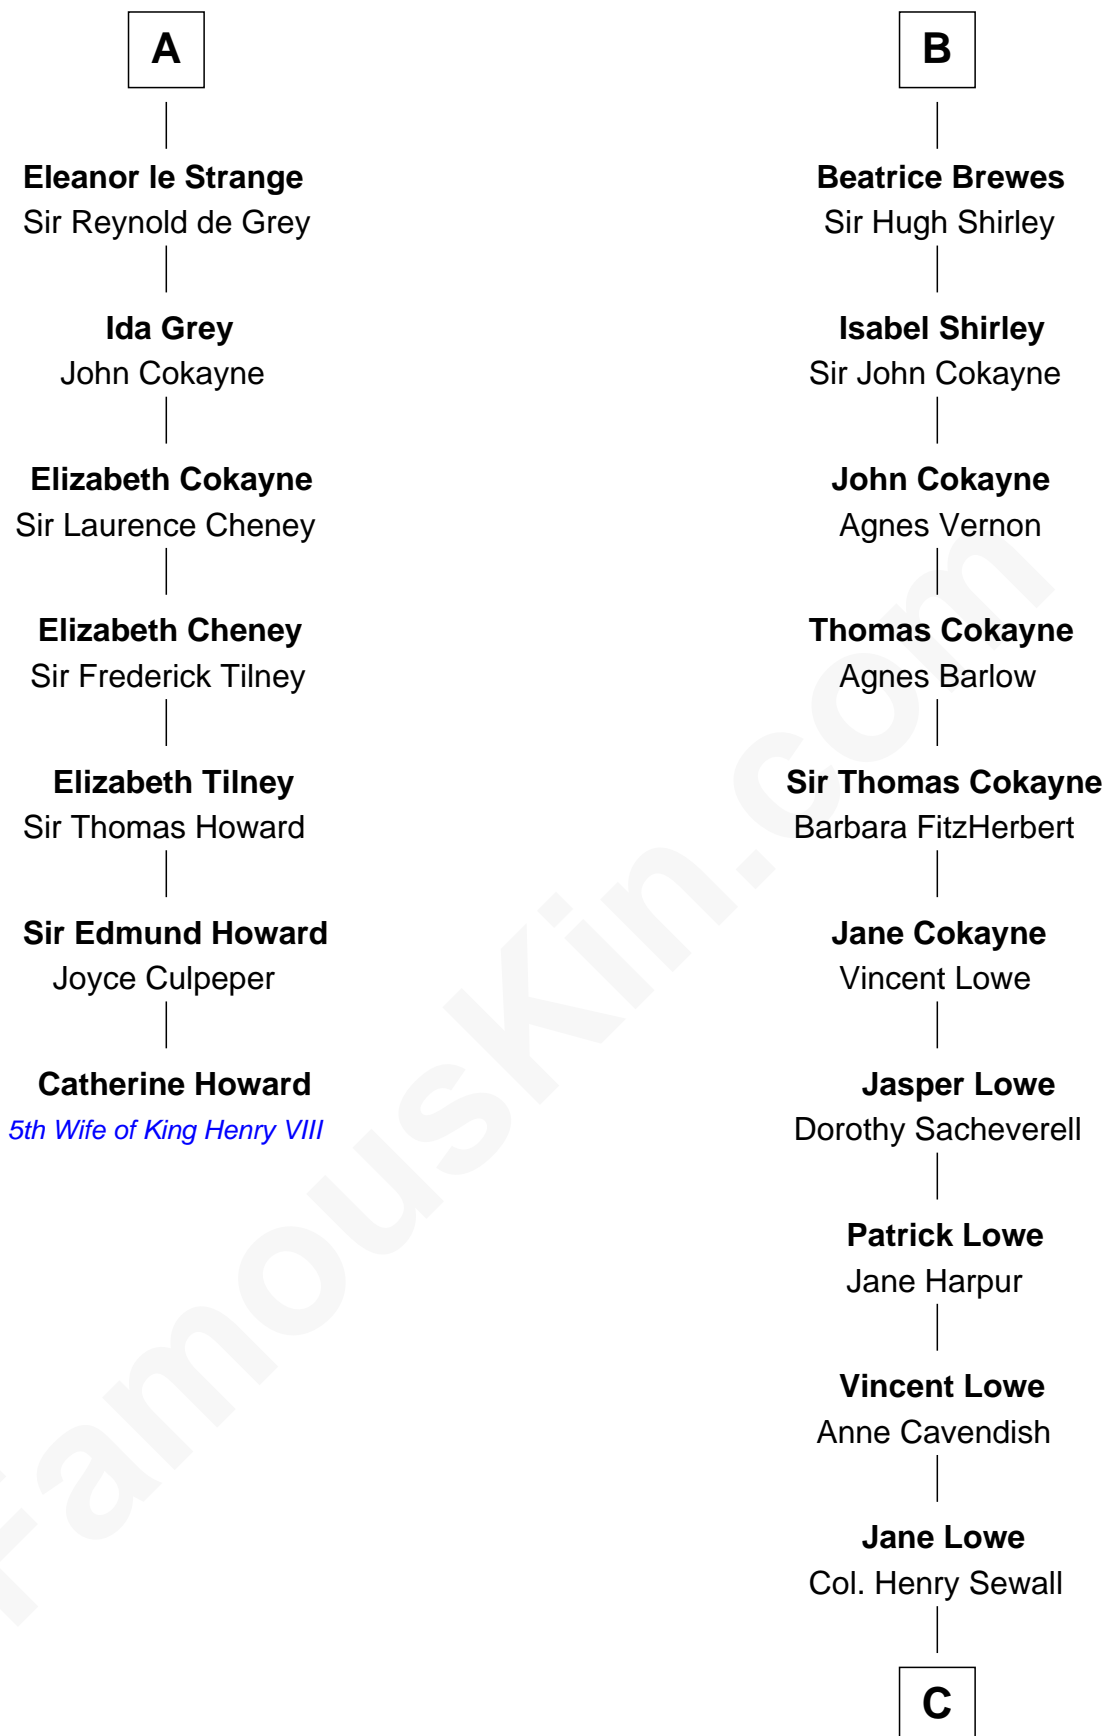 A
Eleanor le Strange
Sir Reynold de Grey
Ida Grey
John Cokayne
Elizabeth Cokayne
Sir Laurence Cheney
Elizabeth Cheney
Sir Frederick Tilney
Elizabeth Tilney
Sir Thomas Howard
Sir Edmund Howard
Joyce Culpeper
Catherine Howard
5th Wife of King Henry VIII
B
Beatrice Brewes
Sir Hugh Shirley
Isabel Shirley
Sir John Cokayne
John Cokayne
Agnes Vernon
Thomas Cokayne
Agnes Barlow
Sir Thomas Cokayne
Barbara FitzHerbert
Jane Cokayne
Vincent Lowe
Jasper Lowe
Dorothy Sacheverell
Patrick Lowe
Jane Harpur
Vincent Lowe
Anne Cavendish
Jane Lowe
Col. Henry Sewall
C
FamousKin.com